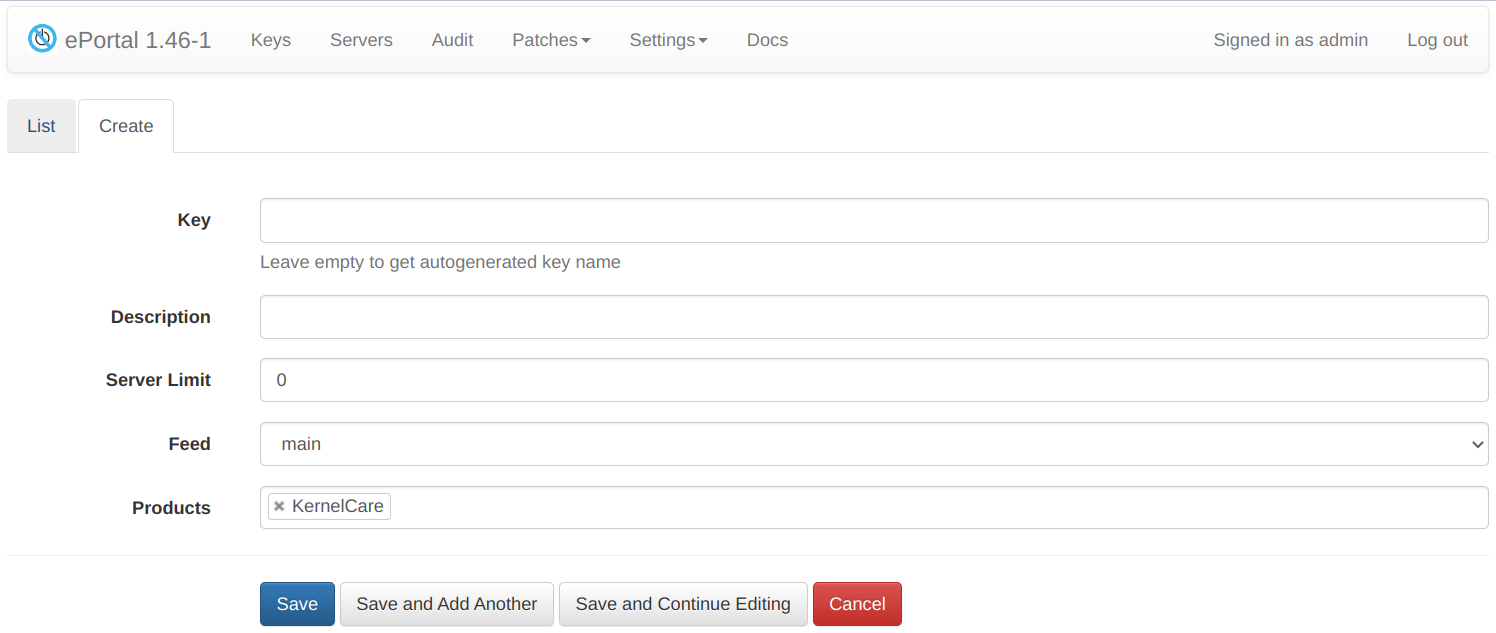 ePortal 1.46-1 Keys Servers Audit Patches Settings Docs Signed in as admin Log out
List Create
Key
Leave empty to get autogenerated key name
Description
Server Limit 0
Feed main
Products × KernelCare
Save Save and Add Another Save and Continue Editing Cancel